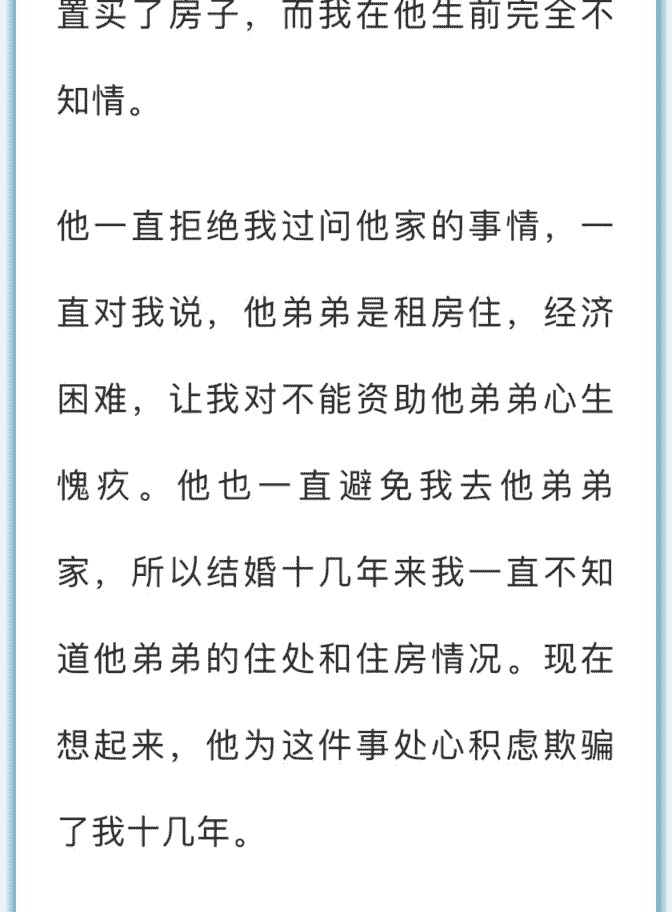 置买了房子，而我在他生前完全不
知情。
他一直拒绝我过问他家的事情，一
直对我说，他弟弟是租房住，经济
困难，让我对不能资助他弟弟心生
愧疚。他也一直避免我去他弟弟
家，所以结婚十几年来我一直不知
道他弟弟的住处和住房情况。现在
想起来，他为这件事处心积虑欺骗
了我十几年。